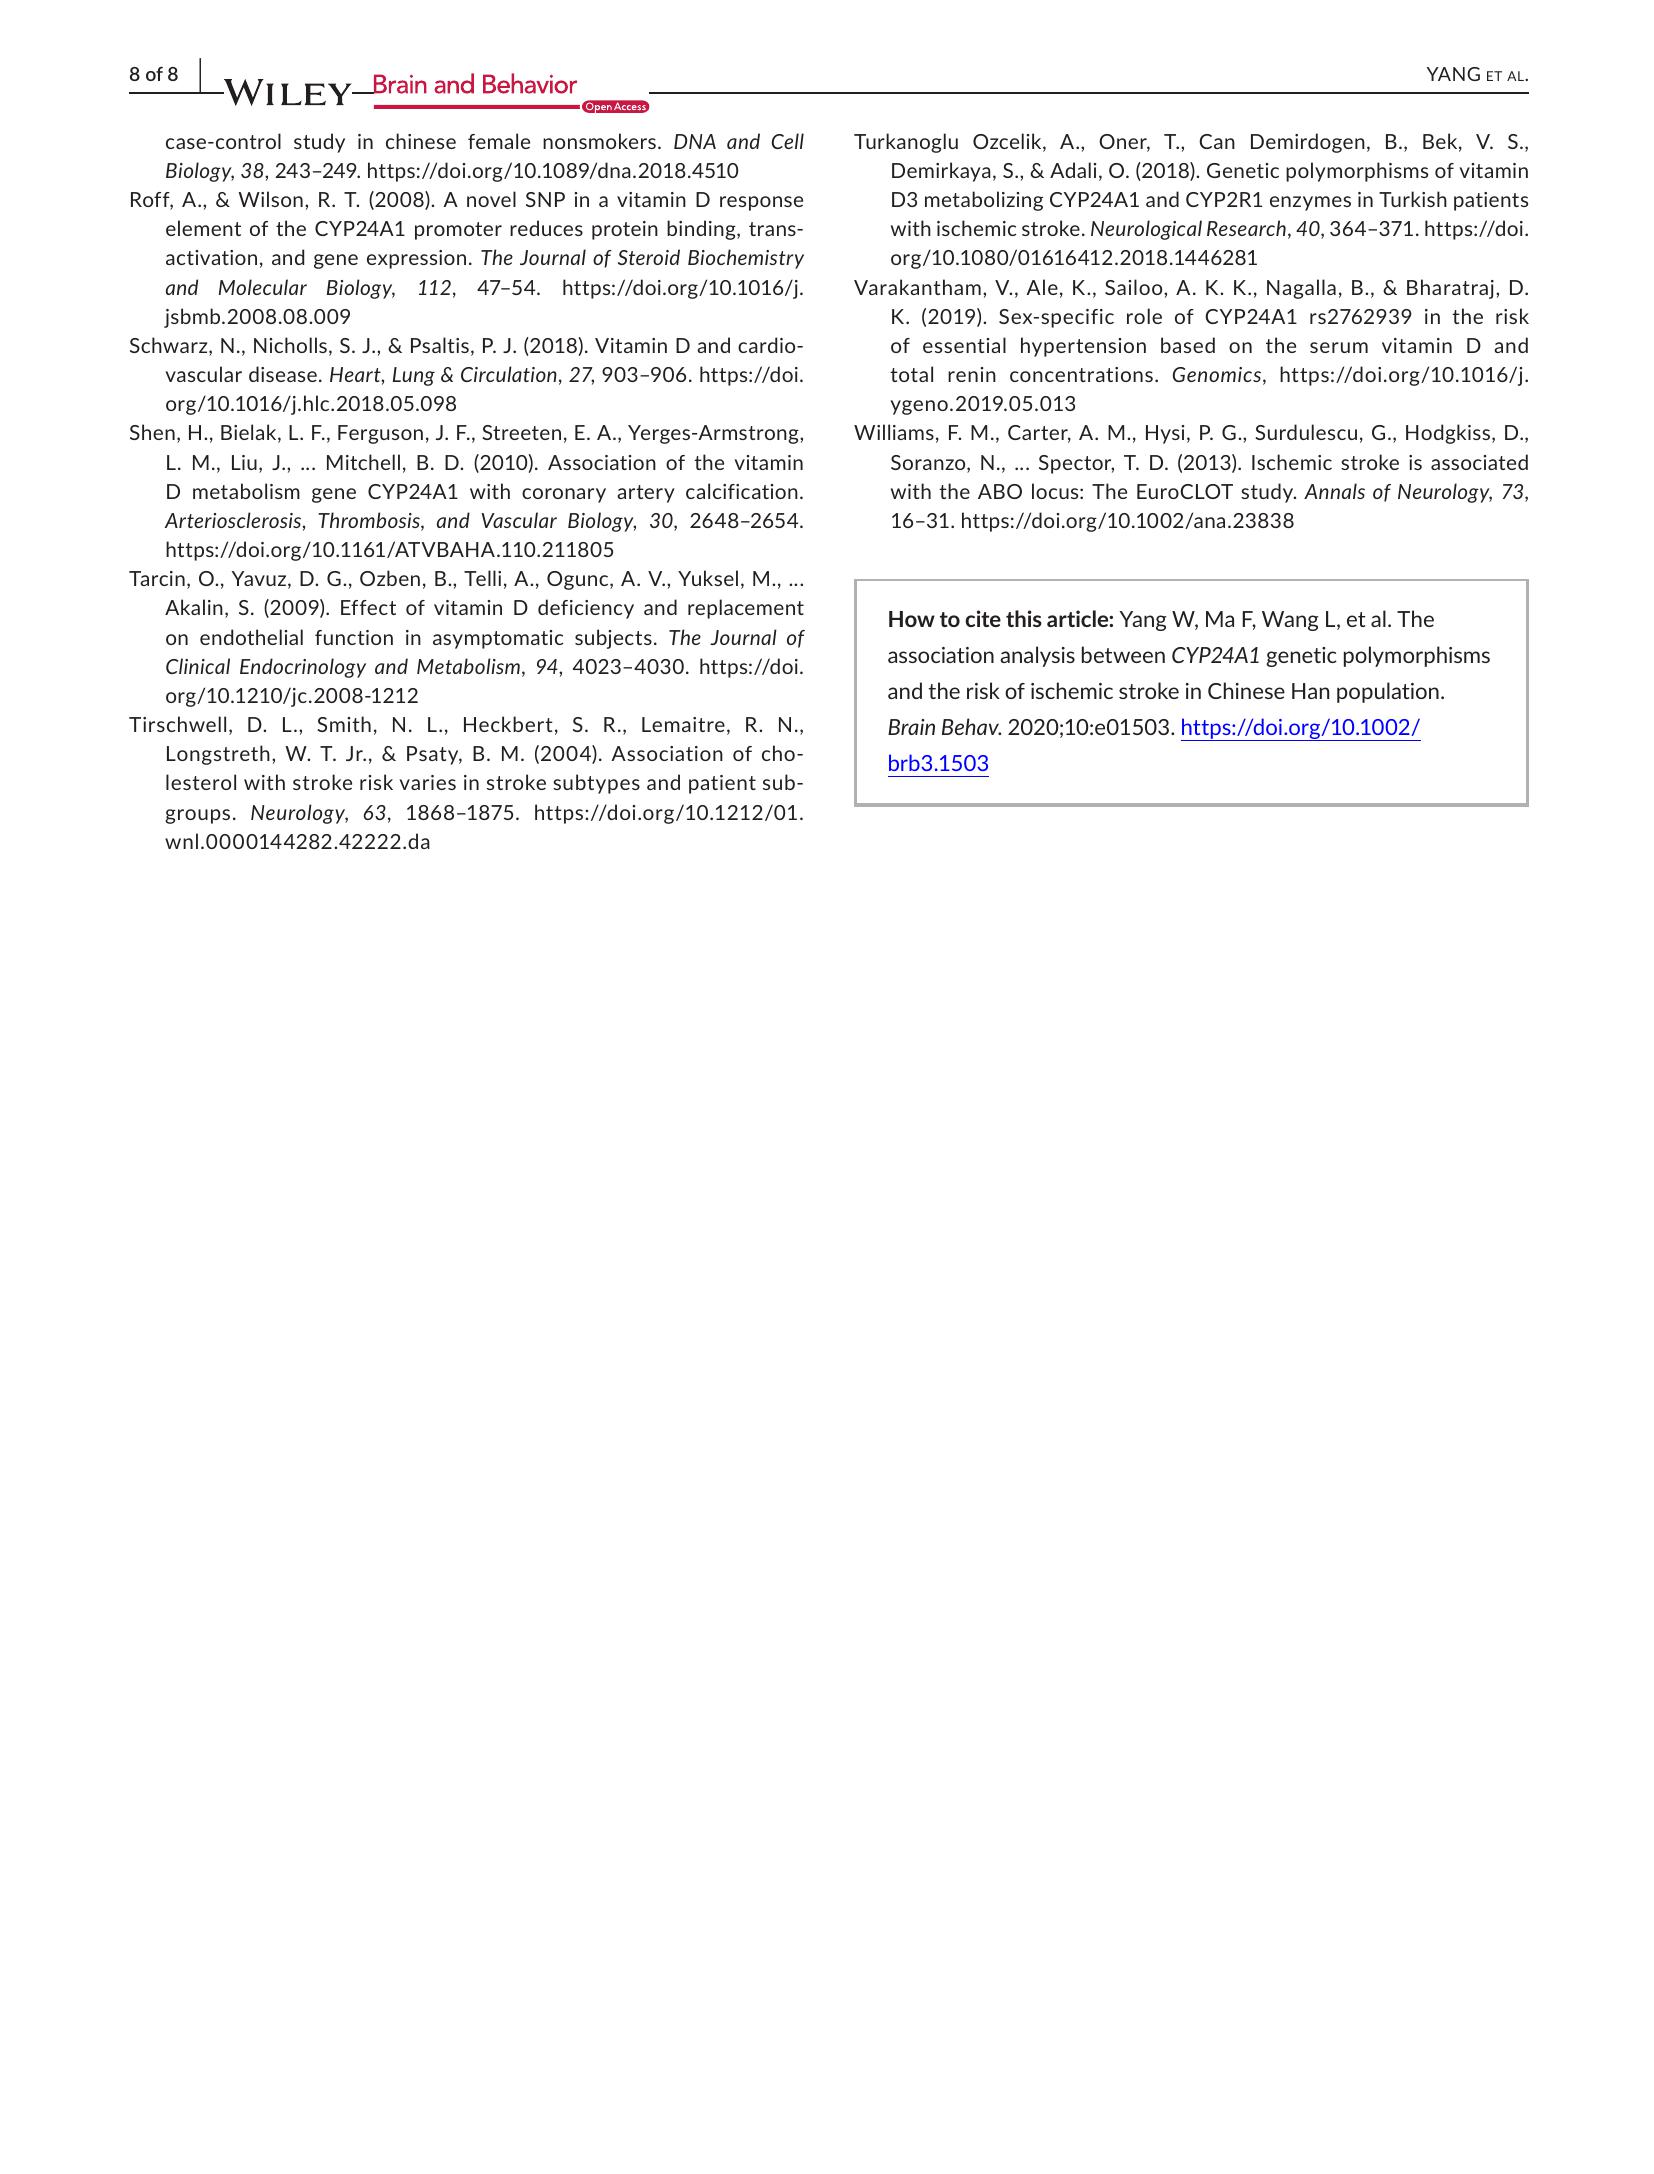 8 of 8
WILEY
Brain and Behavior
Open Access
YANG ET AL.
case-control study in chinese female nonsmokers. DNA and Cell
Biology, 38, 243–249. https://doi.org/10.1089/dna.2018.4510
Roff, A., & Wilson, R. T. (2008). A novel SNP in a vitamin D response
element of the CYP24A1 promoter reduces protein binding, trans-
activation, and gene expression. The Journal of Steroid Biochemistry
and Molecular Biology, 112, 47–54. https://doi.org/10.1016/j.
jsbmb.2008.08.009
Schwarz, N., Nicholls, S. J., & Psaltis, P. J. (2018). Vitamin D and cardio-
vascular disease. Heart, Lung & Circulation, 27, 903–906. https://doi.
org/10.1016/j.hlc.2018.05.098
Shen, H., Bielak, L. F., Ferguson, J. F., Streeten, E. A., Yerges-Armstrong,
L. M., Liu, J., ... Mitchell, B. D. (2010). Association of the vitamin
D metabolism gene CYP24A1 with coronary artery calcification.
Arteriosclerosis, Thrombosis, and Vascular Biology, 30, 2648–2654.
https://doi.org/10.1161/ATVBAHA.110.211805
Tarcin, O., Yavuz, D. G., Ozben, B., Telli, A., Ogunc, A. V., Yuksel, M., ...
Akalin, S. (2009). Effect of vitamin D deficiency and replacement
on endothelial function in asymptomatic subjects. The Journal of
Clinical Endocrinology and Metabolism, 94, 4023–4030. https://doi.
org/10.1210/jc.2008-1212
Tirschwell, D. L., Smith, N. L., Heckbert, S. R., Lemaitre, R. N.,
Longstreth, W. T. Jr., & Psaty, B. M. (2004). Association of cho-
lesterol with stroke risk varies in stroke subtypes and patient sub-
groups. Neurology, 63, 1868–1875. https://doi.org/10.1212/01.
wnl.0000144282.42222.da
Turkanoglu Ozcelik, A., Oner, T., Can Demirdogen, B., Bek, V. S.,
Demirkaya, S., & Adali, O. (2018). Genetic polymorphisms of vitamin
D3 metabolizing CYP24A1 and CYP2R1 enzymes in Turkish patients
with ischemic stroke. Neurological Research, 40, 364–371. https://doi.
org/10.1080/01616412.2018.1446281
Varakantham, V., Ale, K., Sailoo, A. K. K., Nagalla, B., & Bharatraj, D.
K. (2019). Sex-specific role of CYP24A1 rs2762939 in the risk
of essential hypertension based on the serum vitamin D and
total renin concentrations. Genomics, https://doi.org/10.1016/j.
ygeno.2019.05.013
Williams, F. M., Carter, A. M., Hysi, P. G., Surdulescu, G., Hodgkiss, D.,
Soranzo, N., ... Spector, T. D. (2013). Ischemic stroke is associated
with the ABO locus: The EuroCLOT study. Annals of Neurology, 73,
16–31. https://doi.org/10.1002/ana.23838
How to cite this article: Yang W, Ma F, Wang L, et al. The
association analysis between CYP24A1 genetic polymorphisms
and the risk of ischemic stroke in Chinese Han population.
Brain Behav. 2020;10:e01503. https://doi.org/10.1002/
brb3.1503